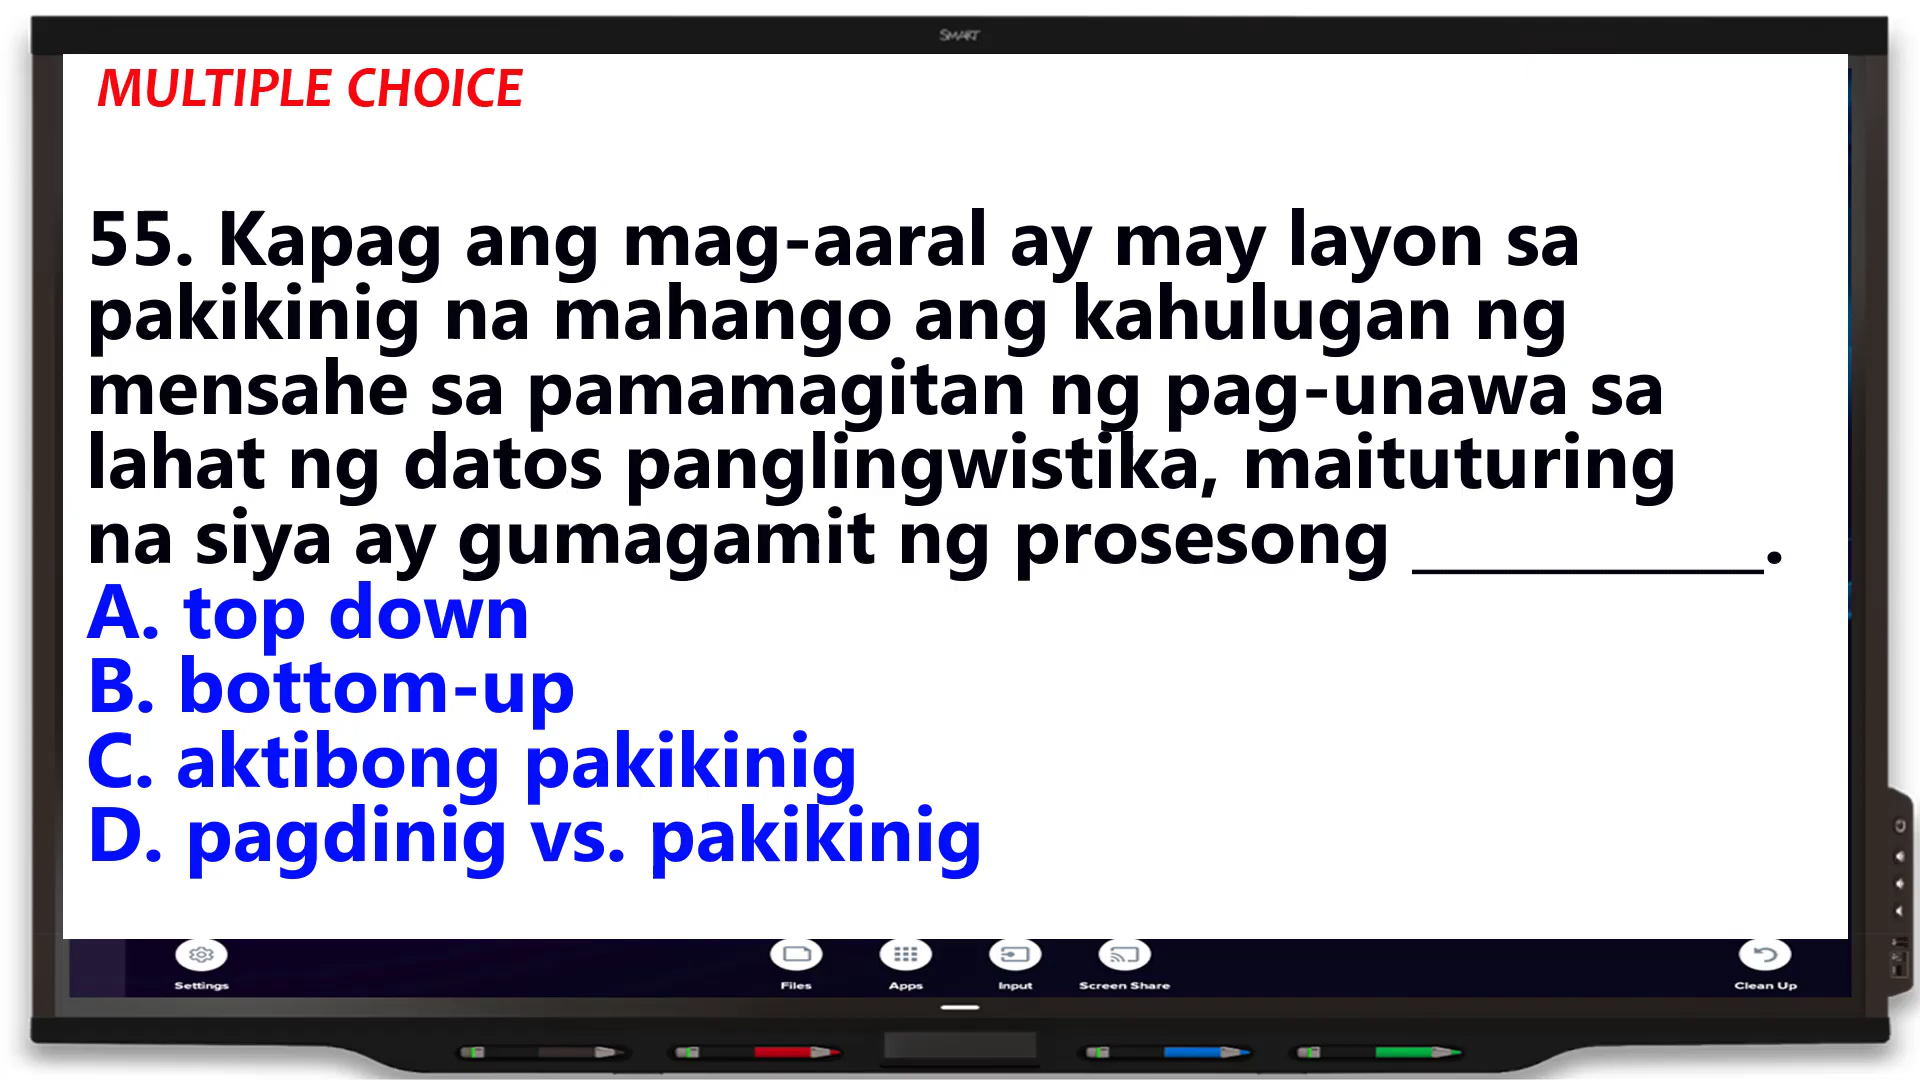 SMART
MULTIPLE CHOICE
55. Kapag ang mag-aaral ay may layon sa
pakikinig na mahango ang kahulugan ng
mensahe sa pamamagitan ng pag-unawa sa
lahat ng datos panglingwistika, maituturing
na siya ay gumagamit ng prosesong __________.
A. top down
B. bottom-up
C. aktibong pakikinig
D. pagdinig vs. pakikinig
Settings
Files
Apps
Input
Screen Share
Clean Up